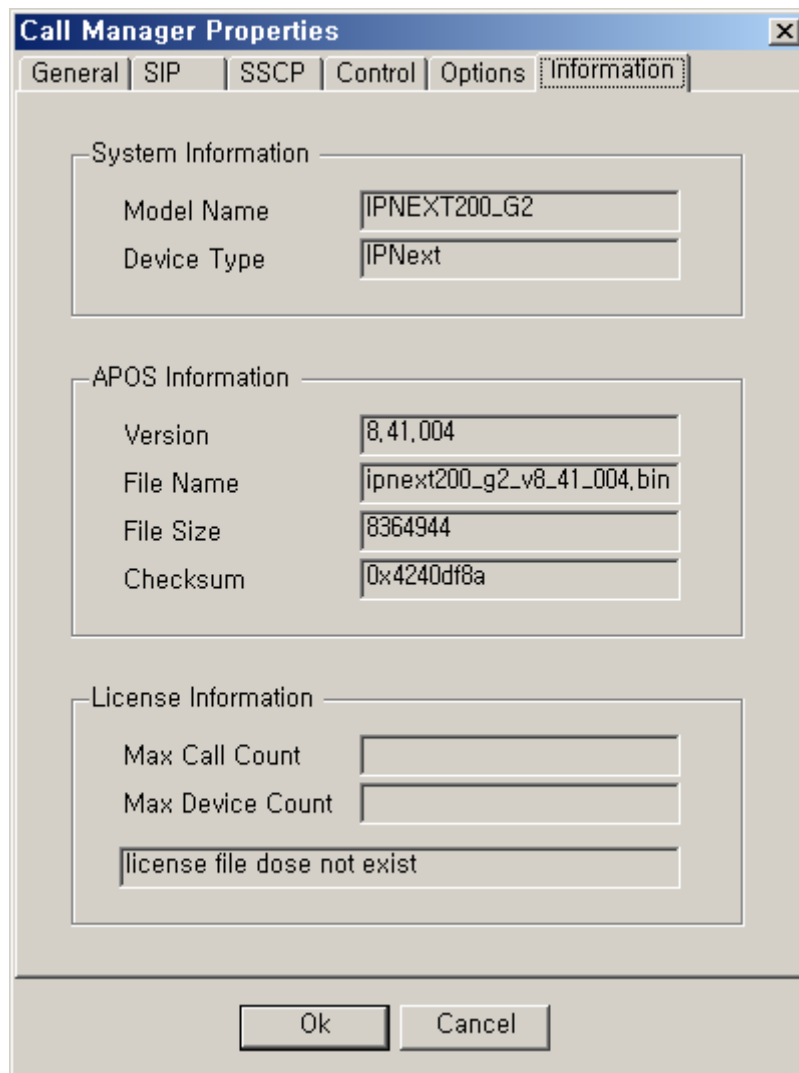 Call Manager Properties
General SIP SSCP Control Options Information
System Information
Model Name IPNEXT200_G2
Device Type IPNext
APOS Information
Version 8.41.004
File Name ipnext200_g2_v8_41_004.bin
File Size 8364944
Checksum 0x4240df8a
License Information
Max Call Count
Max Device Count
license file dose not exist
Ok Cancel